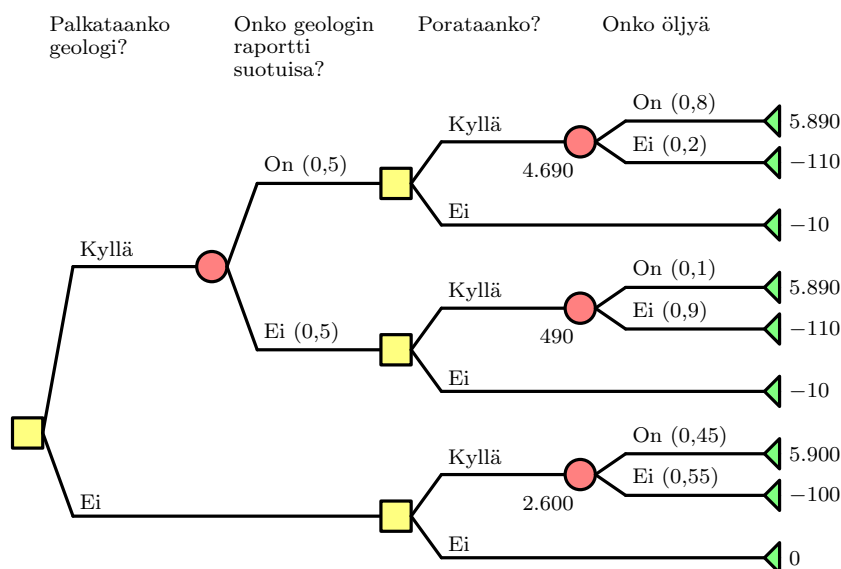 Palkataanko
geologi?
Onko geologin
raportti
suotuisa?
Porataanko?
Onko öljyä
On (0,8)
5.890
Kyllä
Ei (0,2)
4.690
−110
On (0,5)
Ei
−10
Kyllä
On (0,1)
5.890
Kyllä
Ei (0,9)
490
−110
Ei (0,5)
Ei
−10
On (0,45)
5.900
Kyllä
Ei (0,55)
2.600
−100
Ei
Ei
0